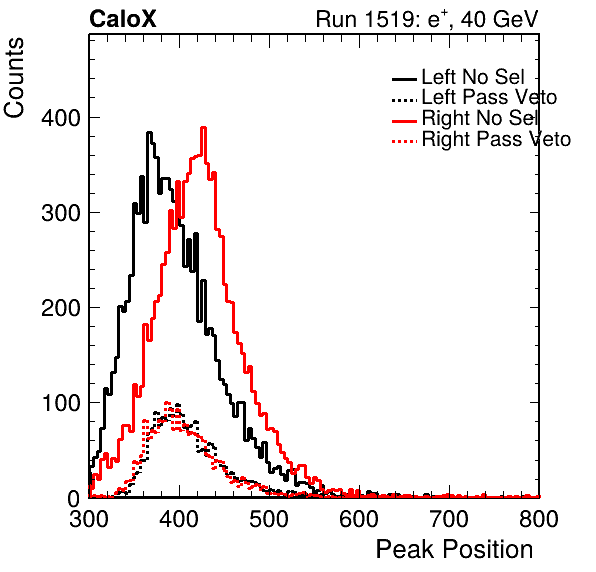 CaloX Run 1519: e+, 40 GeV
Counts
Left No Sel
Left Pass Veto
Right No Sel
Right Pass Veto
400
300
200
100
0
300 400 500 600 700 800
Peak Position